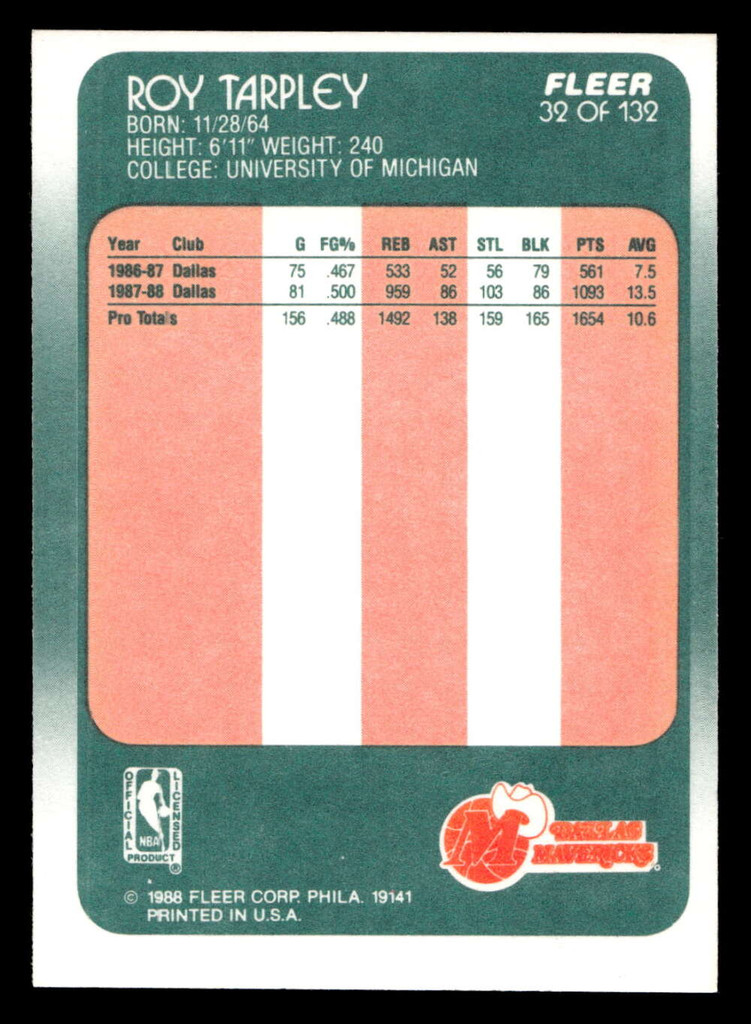 ROY TARPLEY
FLEER
32 OF 132
BORN: 11/28/64
HEIGHT: 6'11" WEIGHT: 240
COLLEGE: UNIVERSITY OF MICHIGAN
Year Club G FG% REB AST STL BLK PTS AVG
1986-87 Dallas 75 .467 533 52 56 79 561 7.5
1987-88 Dallas 81 .500 959 86 103 86 1093 13.5
Pro Totals 156 .488 1492 138 159 165 1654 10.6
OFFICIAL
LICENSED
NBA
PRODUCT
®
M
DALLAS
MAVERICKS
© 1988 FLEER CORP. PHILA. 19141
PRINTED IN U.S.A.